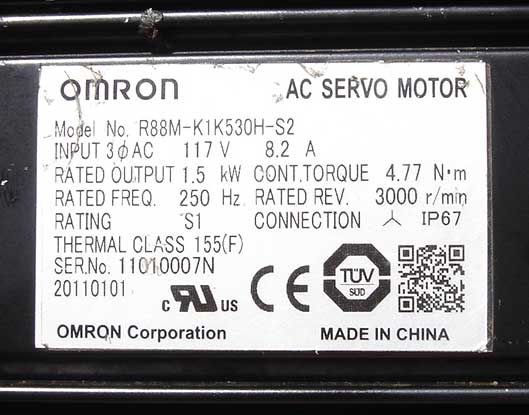 OMRON AC SERVO MOTOR
Model No. R88M-K1K530H-S2
INPUT 3ϕAC 117 V 8.2 A
RATED OUTPUT 1.5 kW CONT.TORQUE 4.77 N·m
RATED FREQ. 250 Hz RATED REV. 3000 r/min
RATING S1 CONNECTION ⅄ IP67
THERMAL CLASS 155(F)
SER.No. 11010007N
20110101
c RU US CE TÜV SÜD
OMRON Corporation MADE IN CHINA